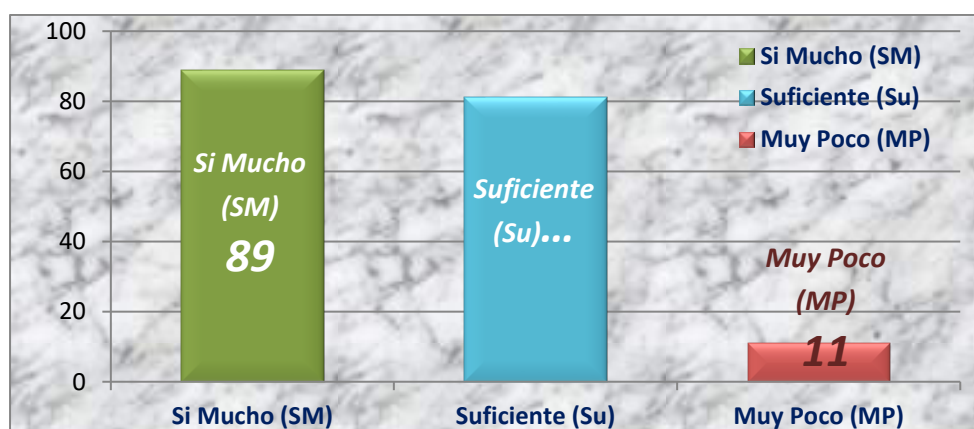 100
80
60
40
20
0
Si Mucho (SM)
Suficiente (Su)
Muy Poco (MP)
Si Mucho
(SM)
89
Suficiente
(Su)...
Muy Poco
(MP)
11
Si Mucho (SM)
Suficiente (Su)
Muy Poco (MP)